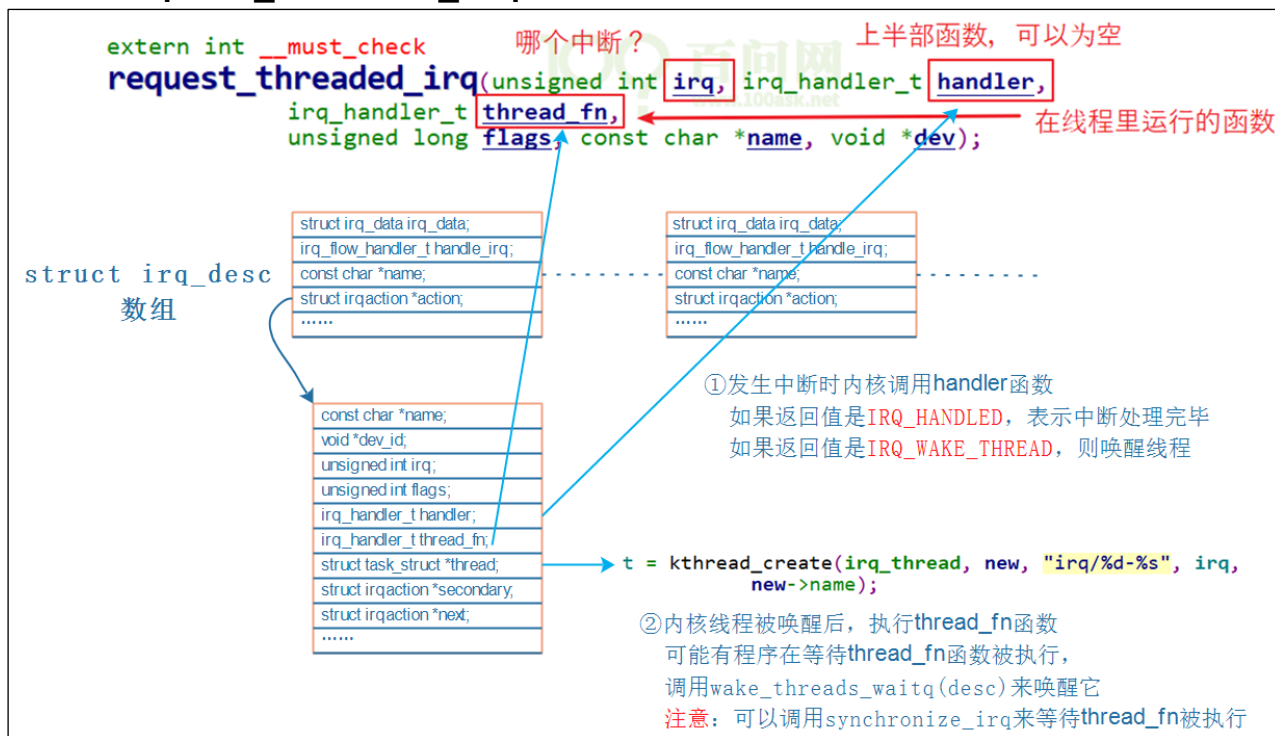 extern int __must_check
哪个中断?
上半部函数, 可以为空
request_threaded_irq(unsigned int irq, irq_handler_t handler,
irq_handler_t thread_fn,
在线程里运行的函数
unsigned long flags, const char *name, void *dev);
百问网
www.100ask.net
struct irq_desc
数组
struct irq_data irq_data;
irq_flow_handler_t handle_irq;
const char *name;
struct irqaction *action;
……
struct irq_data irq_data;
irq_flow_handler_t handle_irq;
const char *name;
struct irqaction *action;
……
const char *name;
void *dev_id;
unsigned int irq;
unsigned int flags;
irq_handler_t handler;
irq_handler_t thread_fn;
struct task_struct *thread;
struct irqaction *secondary;
struct irqaction *next;
……
①发生中断时内核调用handler函数
如果返回值是IRQ_HANDLED，表示中断处理完毕
如果返回值是IRQ_WAKE_THREAD，则唤醒线程
t = kthread_create(irq_thread, new, "irq/%d-%s", irq,
new->name);
②内核线程被唤醒后，执行thread_fn函数
可能有程序在等待thread_fn函数被执行，
调用wake_threads_waitq(desc)来唤醒它
注意：可以调用synchronize_irq来等待thread_fn被执行